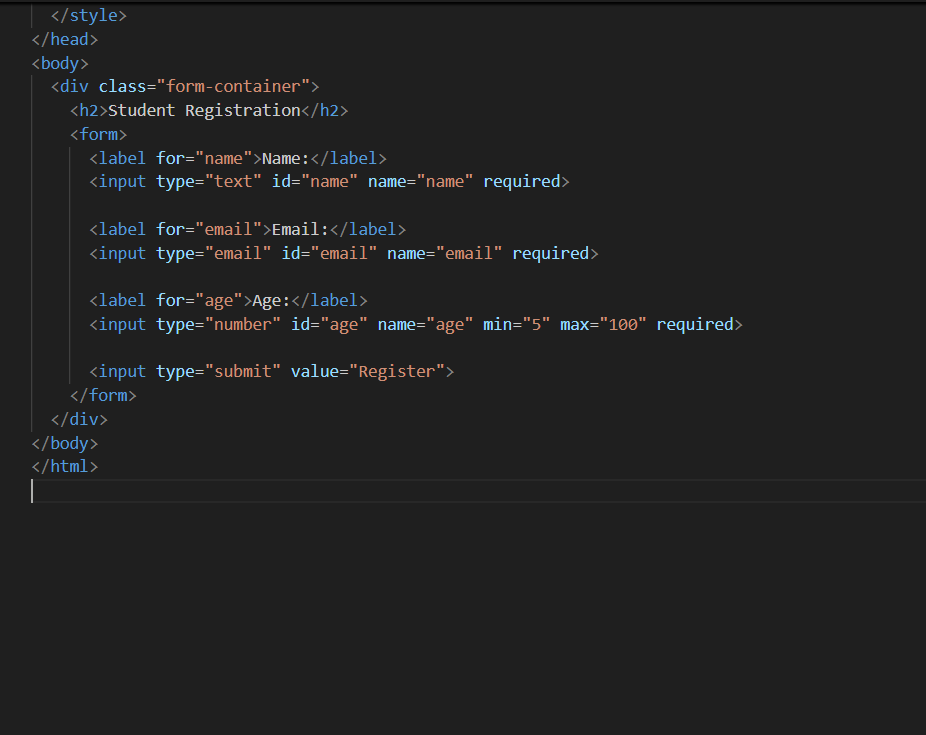 </style>
</head>
<body>
  <div class="form-container">
    <h2>Student Registration</h2>
    <form>
      <label for="name">Name:</label>
      <input type="text" id="name" name="name" required>

      <label for="email">Email:</label>
      <input type="email" id="email" name="email" required>

      <label for="age">Age:</label>
      <input type="number" id="age" name="age" min="5" max="100" required>

      <input type="submit" value="Register">
    </form>
  </div>
</body>
</html>